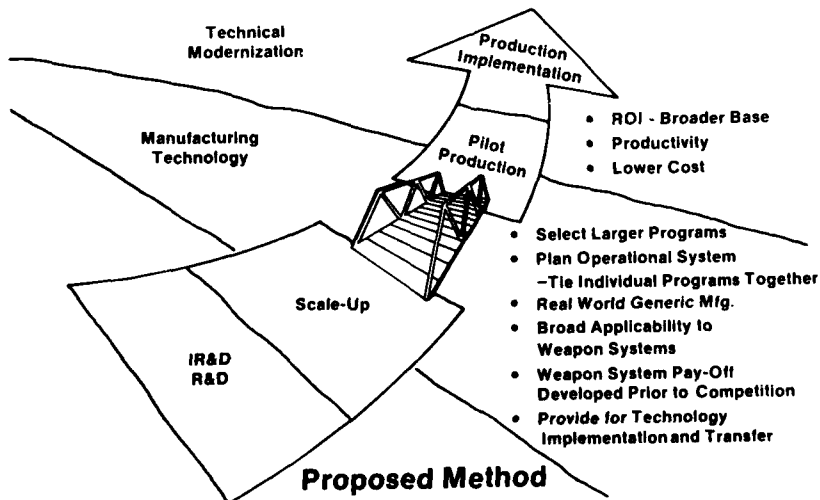 Technical
Modernization
Production
Implementation
Manufacturing
Technology
Pilot
Production
• ROI - Broader Base
• Productivity
• Lower Cost
Scale-Up
IR&D
R&D
• Select Larger Programs
• Plan Operational System
–Tie Individual Programs Together
• Real World Generic Mfg.
• Broad Applicability to
Weapon Systems
• Weapon System Pay-Off
Developed Prior to Competition
• Provide for Technology
Implementation and Transfer
Proposed Method